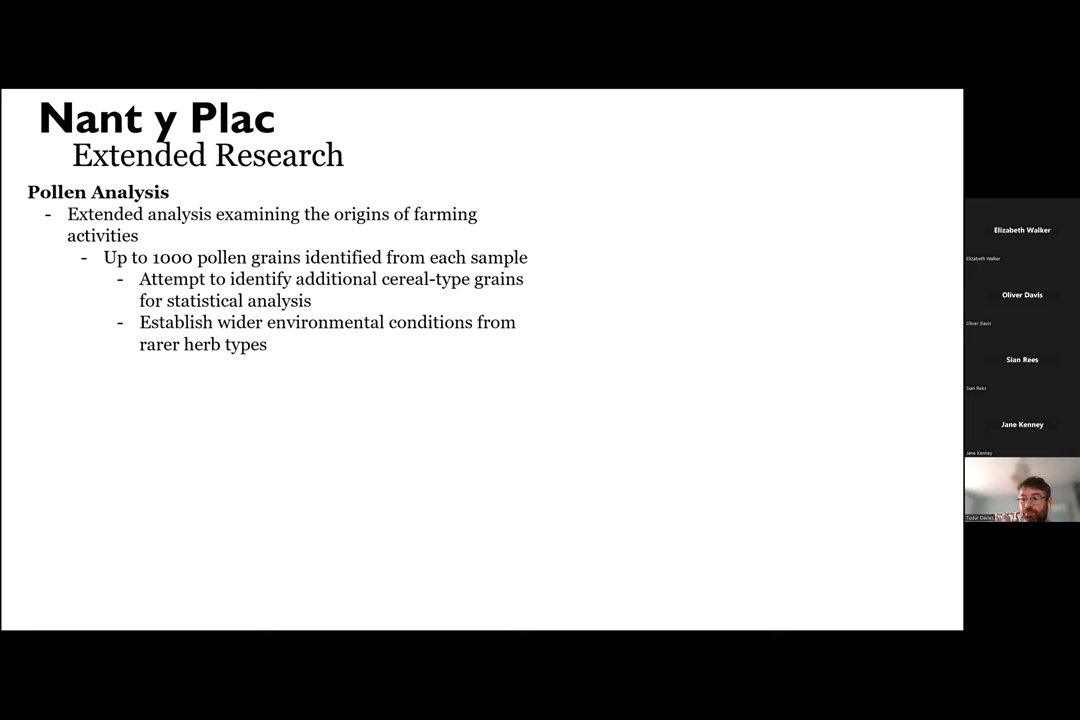 Nant y Plac
Extended Research
Pollen Analysis
- Extended analysis examining the origins of farming
activities
- Up to 1000 pollen grains identified from each sample
- Attempt to identify additional cereal-type grains
for statistical analysis
- Establish wider environmental conditions from
rarer herb types
Elizabeth Walker
Elizabeth Walker
Oliver Davis
Oliver Davis
Sian Rees
Sian Rees
Jane Kenney
Jane Kenney
Tudur Davies